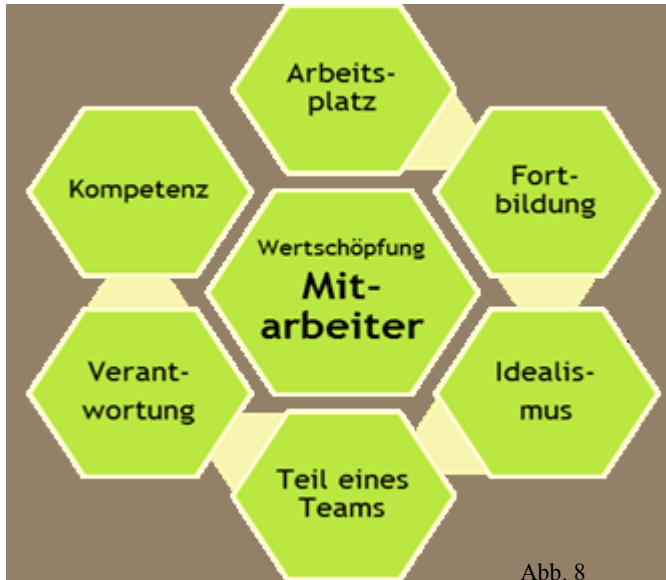 Arbeits-
platz
Fort-
bildung
Kompetenz
Wertschöpfung
Mit-
arbeiter
Idealis-
mus
Verant-
wortung
Teil eines
Teams
Abb. 8